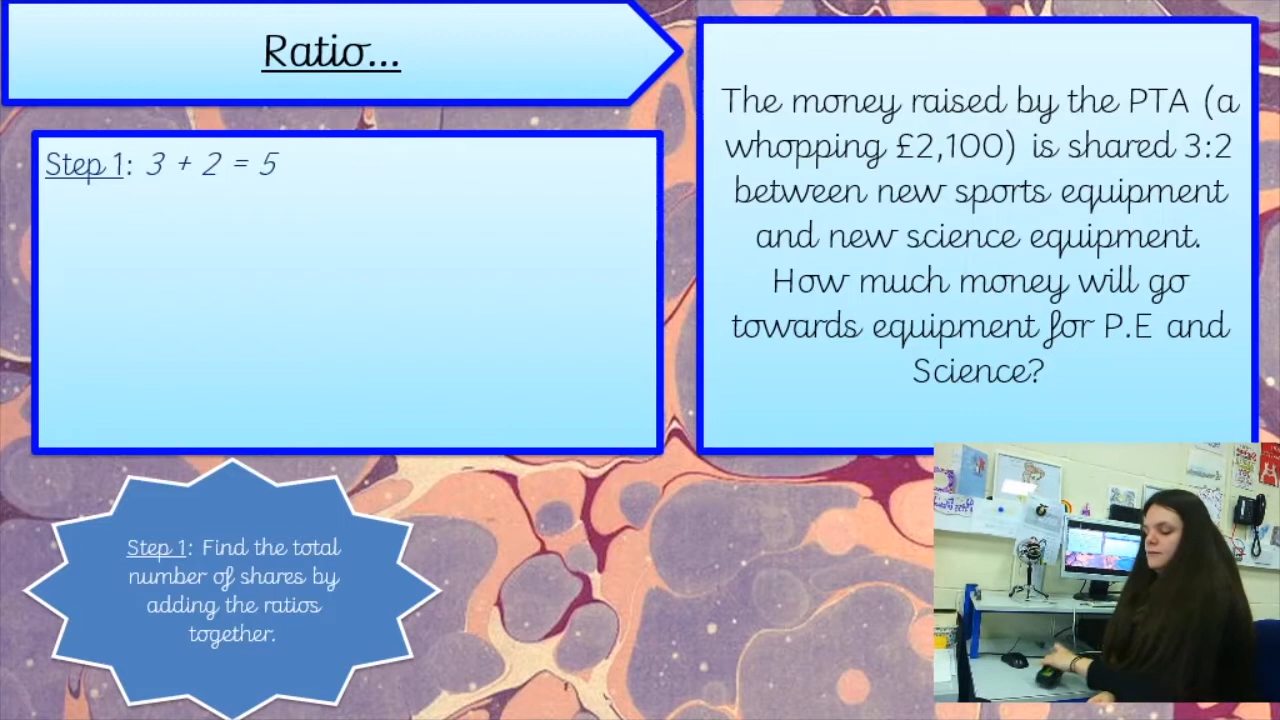 Ratio...
Step 1: 3 + 2 = 5
The money raised by the PTA (a
whopping £2,100) is shared 3:2
between new sports equipment
and new science equipment.
How much money will go
towards equipment for P.E and
Science?
Step 1: Find the total
number of shares by
adding the ratios
together.